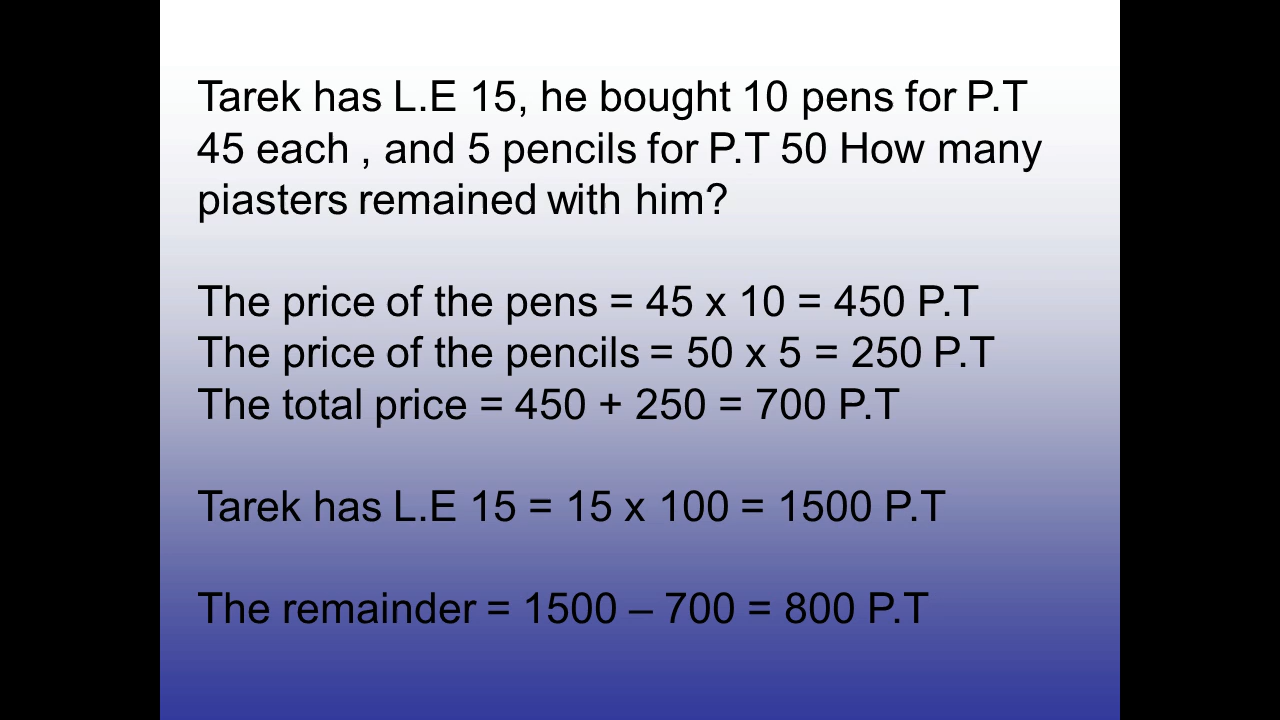 Tarek has L.E 15, he bought 10 pens for P.T
45 each , and 5 pencils for P.T 50 How many
piasters remained with him?
The price of the pens = 45 x 10 = 450 P.T
The price of the pencils = 50 x 5 = 250 P.T
The total price = 450 + 250 = 700 P.T
Tarek has L.E 15 = 15 x 100 = 1500 P.T
The remainder = 1500 – 700 = 800 P.T